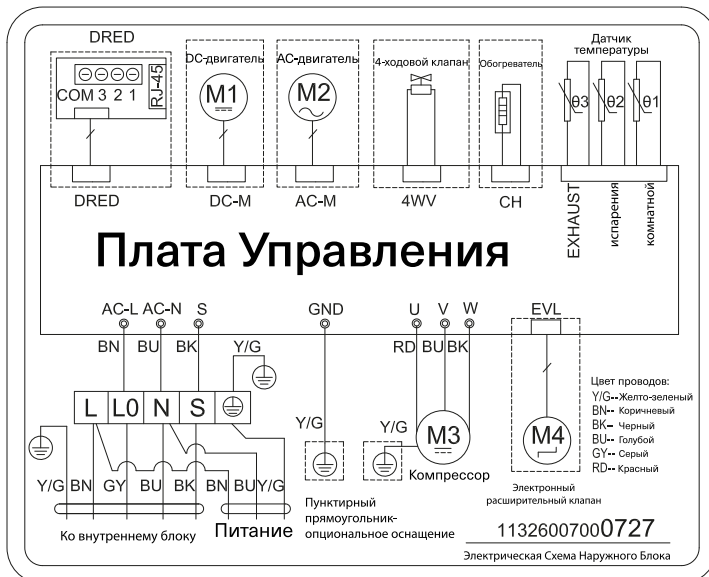 DRED
DC-двигатель
AC-двигатель
4-ходовой клапан
Обогреватель
Датчик
температуры
COM 3 2 1
RJ-45
M1
M2
θ3
θ2
θ1
DRED
DC-M
AC-M
4WV
CH
EXHAUST
испарения
комнатной
Плата Управления
AC-L AC-N S
GND
U V W
EVL
BN BU BK Y/G
RD BU BK
L L0 N S
Y/G
Y/G
M3
M4
Компрессор
Цвет проводов:
Y/G--Желто-зеленый
BN-- Коричневый
BK-- Черный
BU-- Голубой
GY-- Серый
RD-- Красный
Y/G BN GY BU BK BN BU Y/G
Ко внутреннему блоку
Питание
Пунктирный
прямоугольник-
опциональное оснащение
Электронный
расширительный клапан
11326007000727
Электрическая Схема Наружного Блока